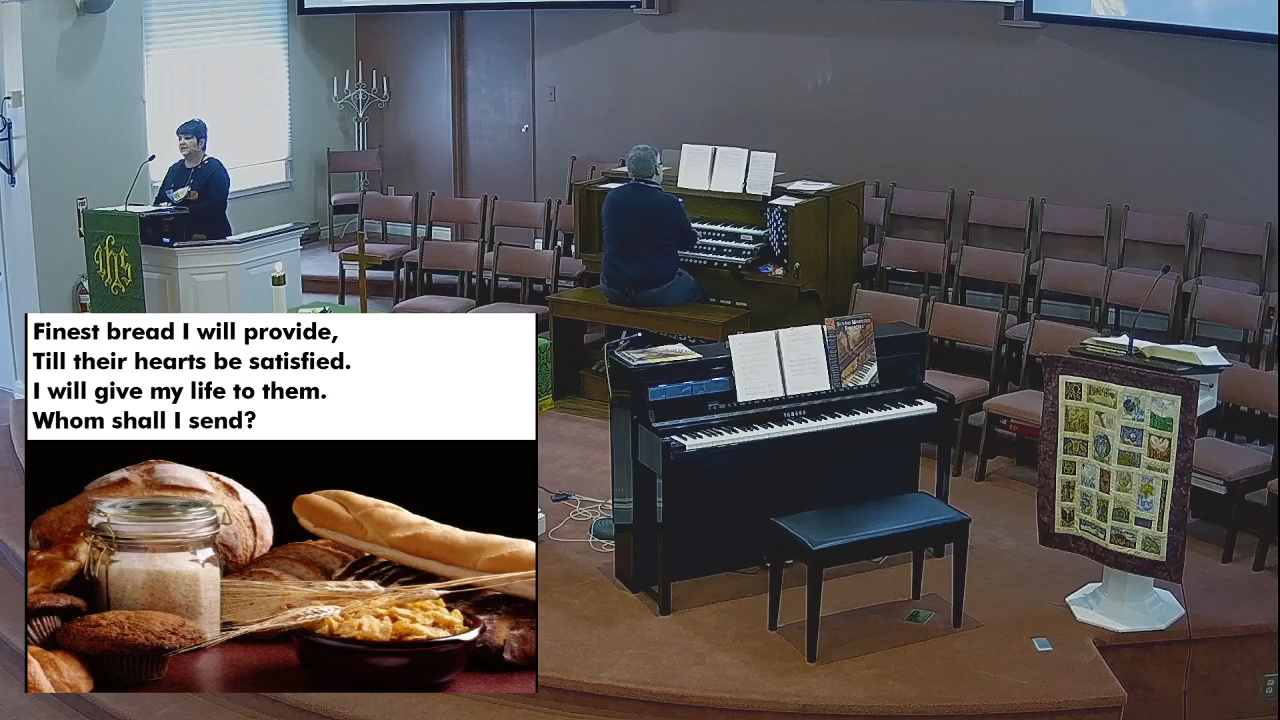 IHS
Finest bread I will provide,
Till their hearts be satisfied.
I will give my life to them.
Whom shall I send?
YAMAHA